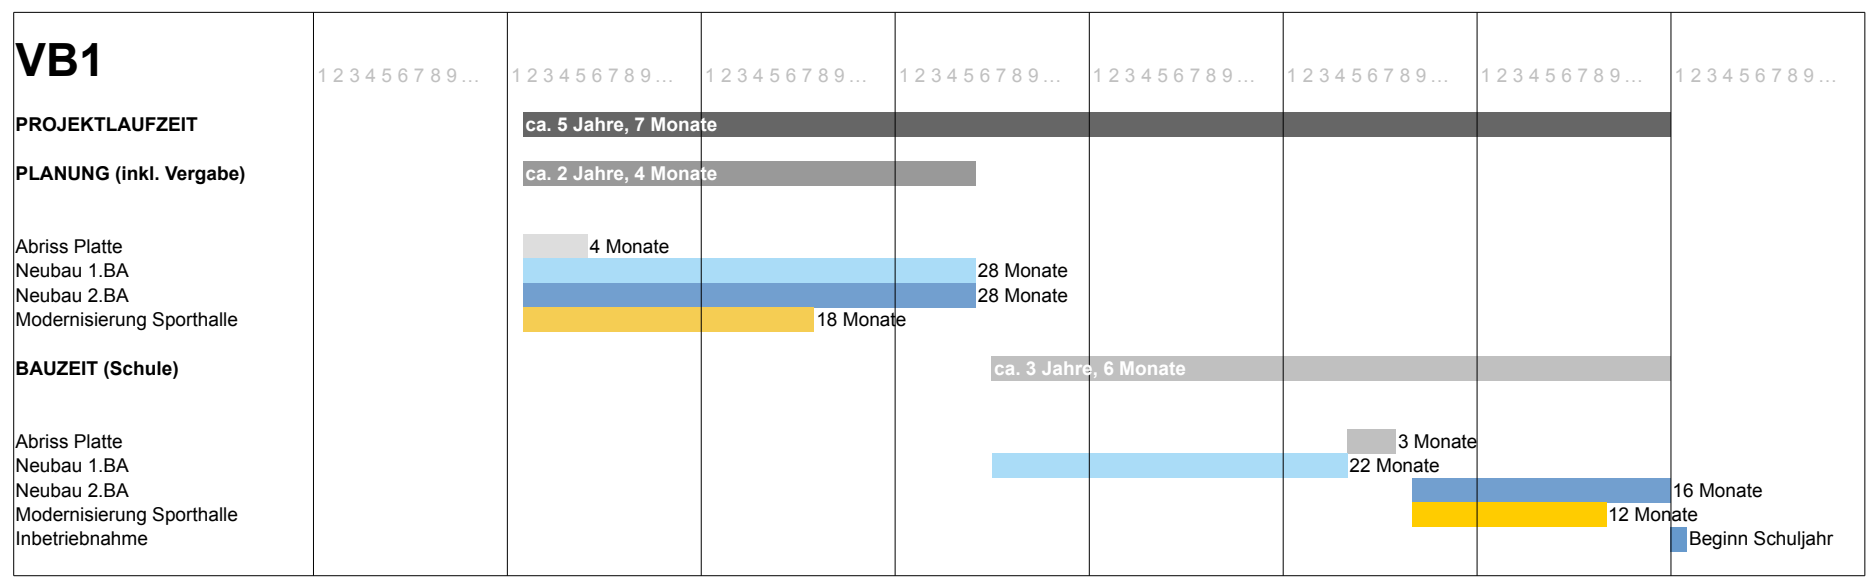 VB1
1 2 3 4 5 6 7 8 9 ... 1 2 3 4 5 6 7 8 9 ... 1 2 3 4 5 6 7 8 9 ... 1 2 3 4 5 6 7 8 9 ... 1 2 3 4 5 6 7 8 9 ... 1 2 3 4 5 6 7 8 9 ... 1 2 3 4 5 6 7 8 9 ... 1 2 3 4 5 6 7 8 9 ...
PROJEKTLAUFZEIT ca. 5 Jahre, 7 Monate
PLANUNG (inkl. Vergabe) ca. 2 Jahre, 4 Monate
Abriss Platte 4 Monate
Neubau 1.BA 28 Monate
Neubau 2.BA 28 Monate
Modernisierung Sporthalle 18 Monate
BAUZEIT (Schule) ca. 3 Jahre, 6 Monate
Abriss Platte 3 Monate
Neubau 1.BA 22 Monate
Neubau 2.BA 16 Monate
Modernisierung Sporthalle 12 Monate
Inbetriebnahme Beginn Schuljahr